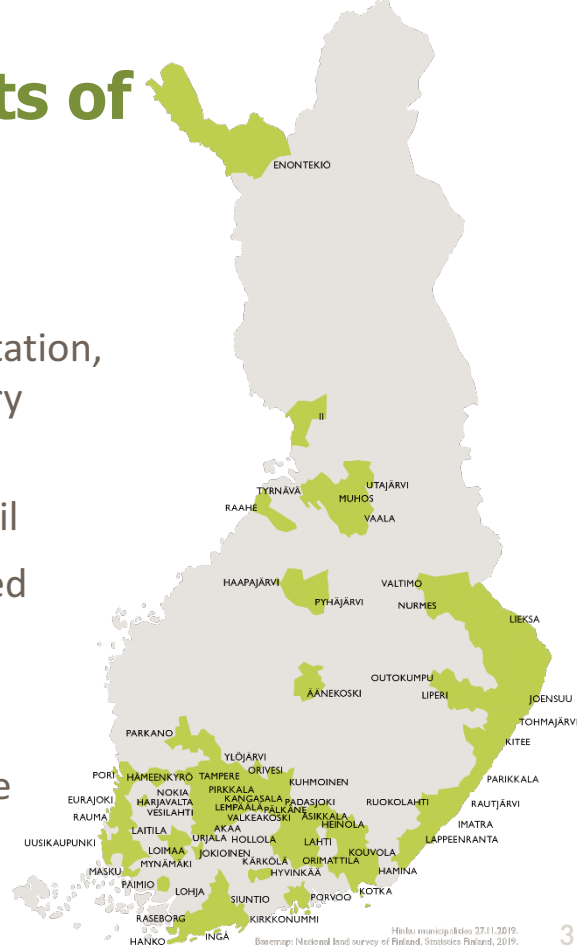 ts of
tation,
ry
il
ed
e
ENONTEKIÖ
II
TYRNÄVÄ
UTAJÄRVI
MUHOS
RAAHE
VAALA
HAAPAJÄRVI
PYHÄJÄRVI
VALTIMO
NURMES
LIEKSA
OUTOKUMPU
ÄÄNEKOSKI
LIPERI
JOENSUU
TOHMAJÄRVI
PARKANO
KITEE
YLÖJÄRVI
ORIVESI
PORI
HÄMEENKYRÖ
TAMPERE
KUHMOINEN
PARIKKALA
PIRKKALA
NOKIA
KANGASALA
EURAJOKI
HARJAVALTA
PADASJOKI
RUOKOLAHTI
RAUTJÄRVI
LEMPÄÄLÄ
PÄLKÄNE
RAUMA
VESILAHTI
VALKEAKOSKI
ASIKKALA
HEINOLA
IMATRA
LAITILA
AKAA
UUSIKAUPUNKI
URJALA
HOLLOLA
LAHTI
LAPPEENRANTA
LOIMAA
JOKIOINEN
KOUVOLA
MYNÄMÄKI
KÄRKÖLÄ
ORIMATTILA
MASKU
HYVINKÄÄ
HAMINA
PAIMIO
LOHJA
SIUNTIO
PORVOO
KOTKA
RASEBORG
KIRKKONUMMI
HANKO
INGÅ
Hinku municipalities 27.11.2019.
Basemap: National land survey of Finland, Statistics Finland, 2019.
3